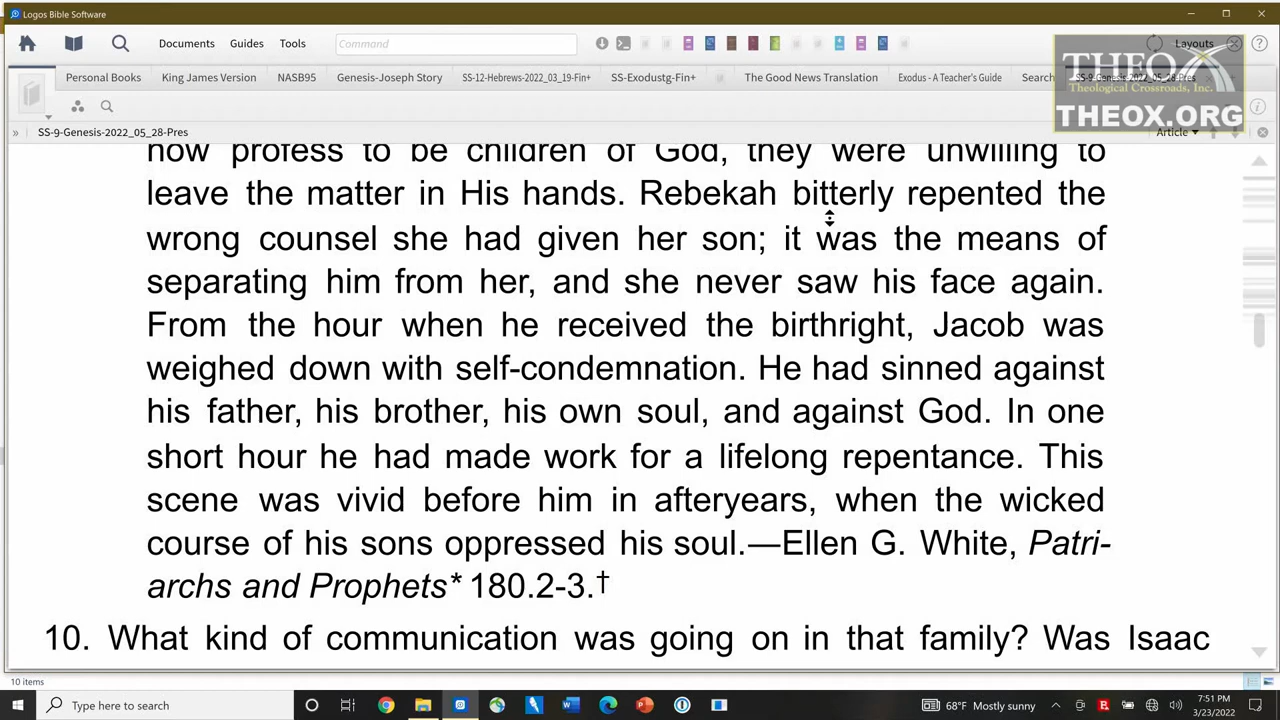 Logos Bible Software
Documents Guides Tools Command Layouts
Personal Books King James Version NASB95 Genesis-Joseph SS-12-Hebrews-2022_03_19-Fin+ SS-Exodustg-Fin+ The Good News Translation Exodus - A Teacher's Guide Search SS-9-Genesis-2022_05_28-Pres
THEOX
Theological Crossroads, Inc.
THEOX.ORG
SS-9-Genesis-2022_05_28-Pres Article
now profess to be children of God, they were unwilling to
leave the matter in His hands. Rebekah bitterly repented the
wrong counsel she had given her son; it was the means of
separating him from her, and she never saw his face again.
From the hour when he received the birthright, Jacob was
weighed down with self-condemnation. He had sinned against
his father, his brother, his own soul, and against God. In one
short hour he had made work for a lifelong repentance. This
scene was vivid before him in afteryears, when the wicked
course of his sons oppressed his soul.—Ellen G. White, Patri-
archs and Prophets* 180.2-3.†
10. What kind of communication was going on in that family? Was Isaac
10 items
Type here to search 68°F Mostly sunny 7:51 PM
3/23/2022